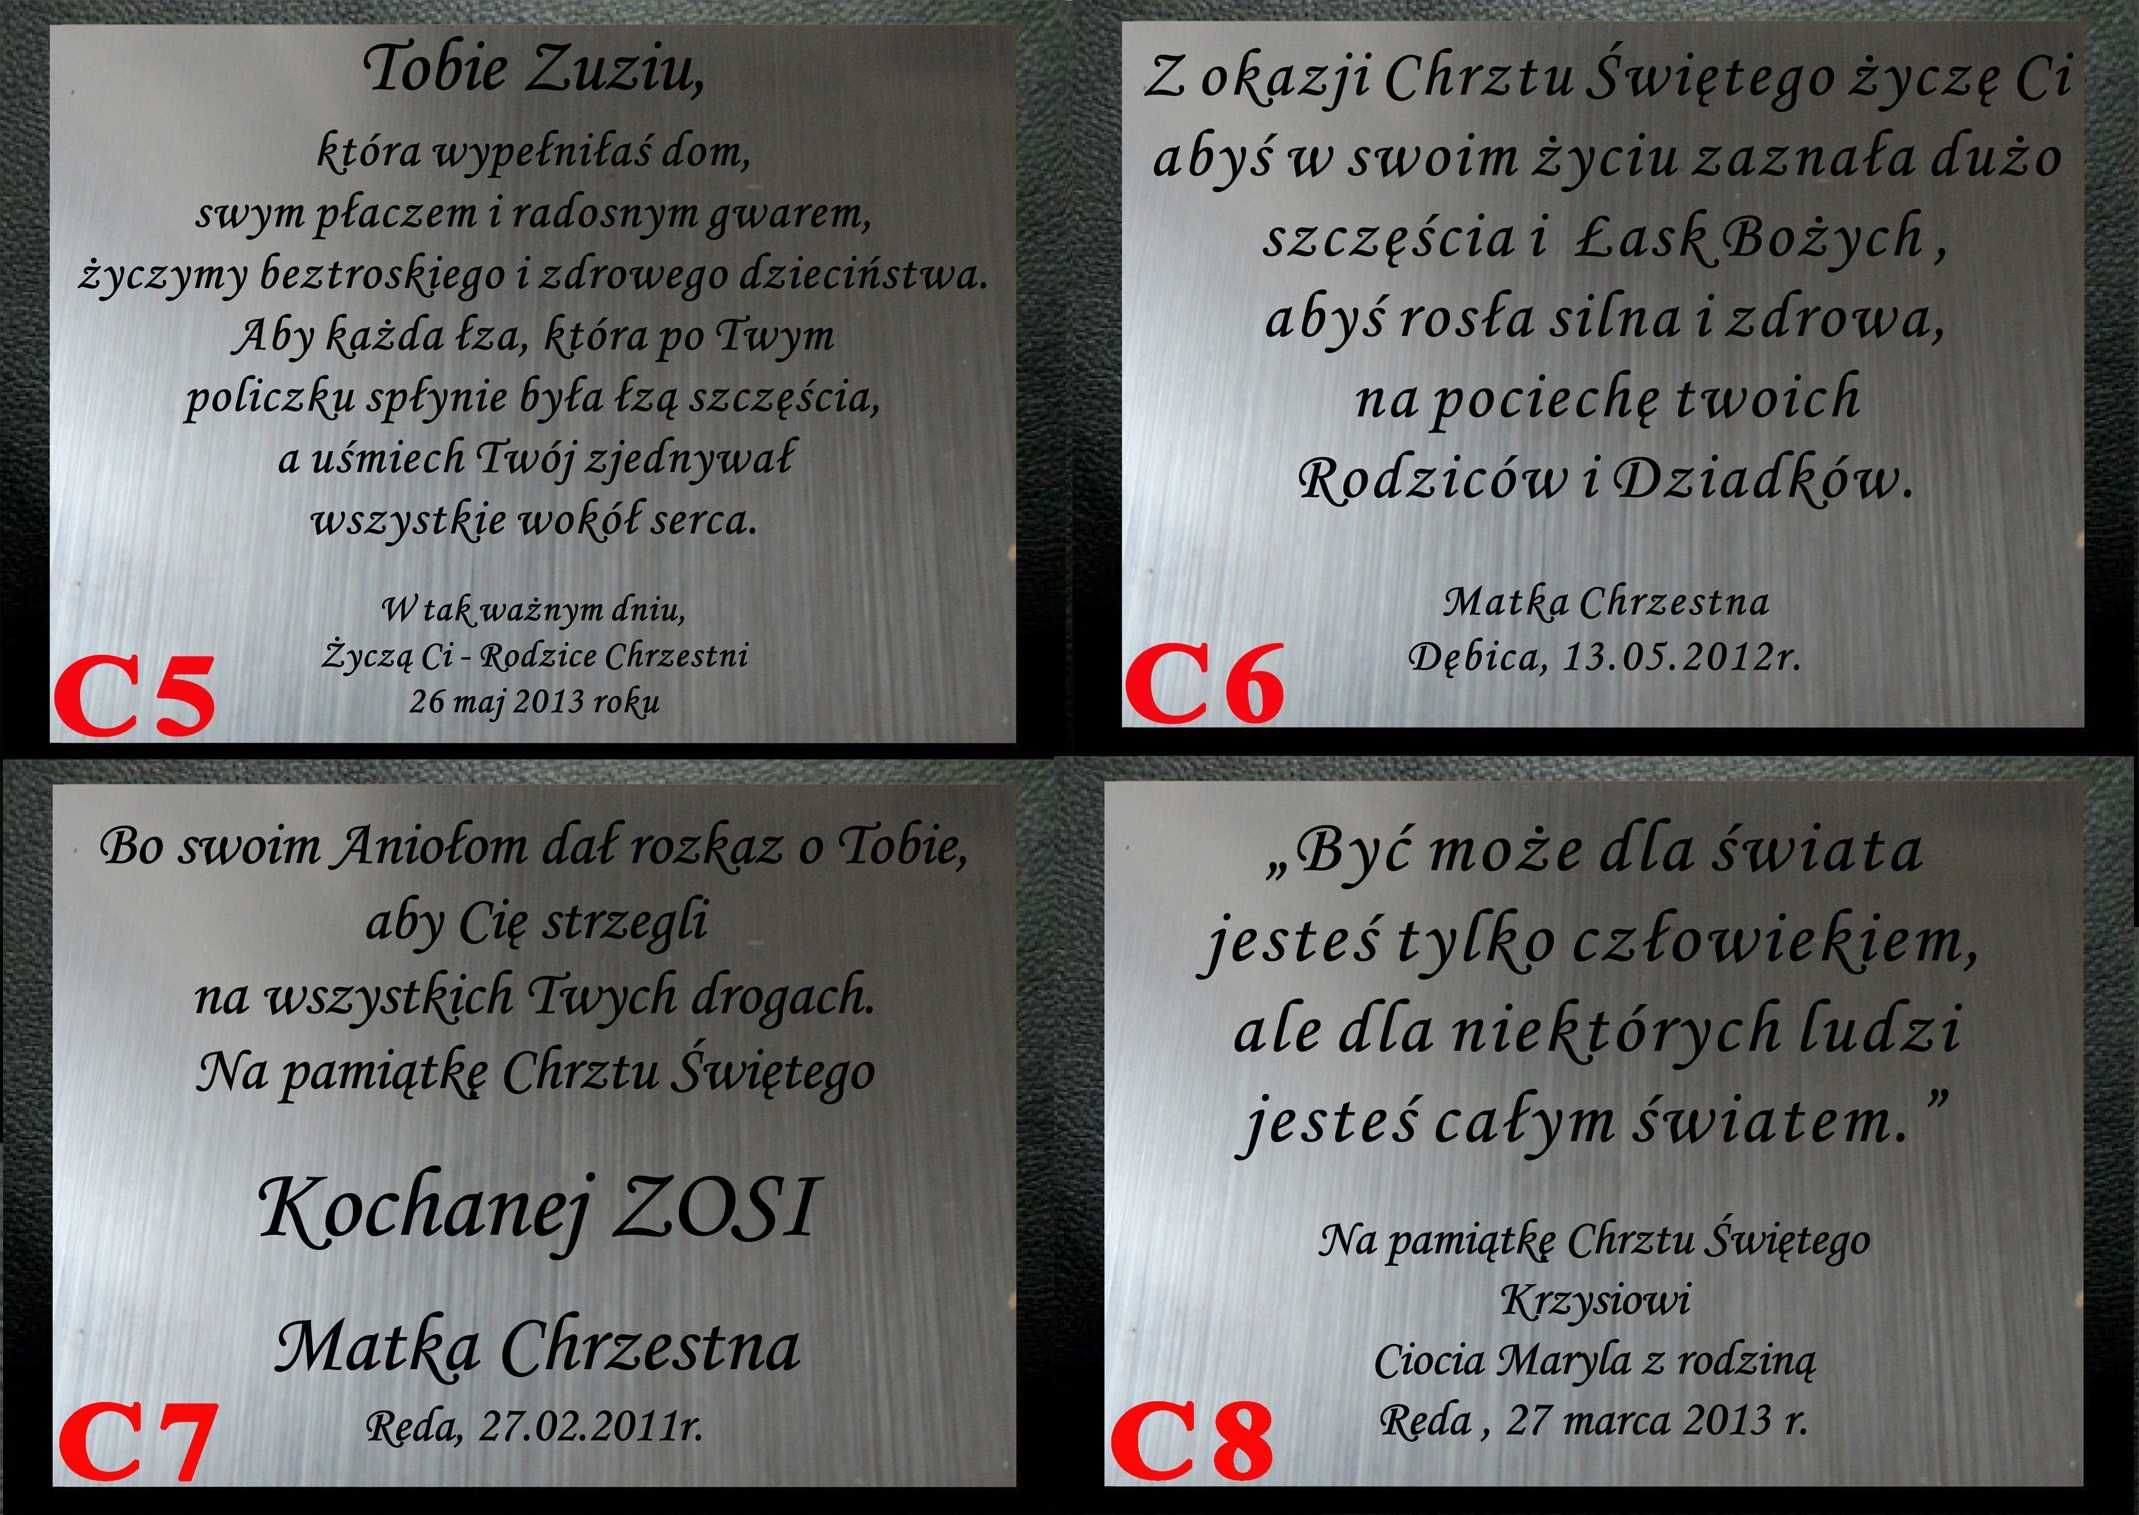 Tobie Zuziu,
która wypełniłaś dom,
swym płaczem i radosnym gwarem,
życzymy beztroskiego i zdrowego dzieciństwa.
Aby każda łza, która po Twym
policzku spłynie była łzą szczęścia,
a uśmiech Twój zjednywał
wszystkie wokół serca.
W tak ważnym dniu,
Życzą Ci - Rodzice Chrzestni
26 maj 2013 roku
C5
Z okazji Chrztu Świętego życzę Ci
abyś w swoim życiu zaznała dużo
szczęścia i Łask Bożych ,
abyś rosła silna i zdrowa,
na pociechę twoich
Rodziców i Dziadków.
Matka Chrzestna
Dębica, 13.05.2012r.
C6
Bo swoim Aniołom dał rozkaz o Tobie,
aby Cię strzegli
na wszystkich Twych drogach.
Na pamiątkę Chrztu Świętego
Kochanej ZOSI
Matka Chrzestna
Reda, 27.02.2011r.
C7
„Być może dla świata
jesteś tylko człowiekiem,
ale dla niektórych ludzi
jesteś całym światem.”
Na pamiątkę Chrztu Świętego
Krzysiowi
Ciocia Maryla z rodziną
Reda , 27 marca 2013 r.
C8